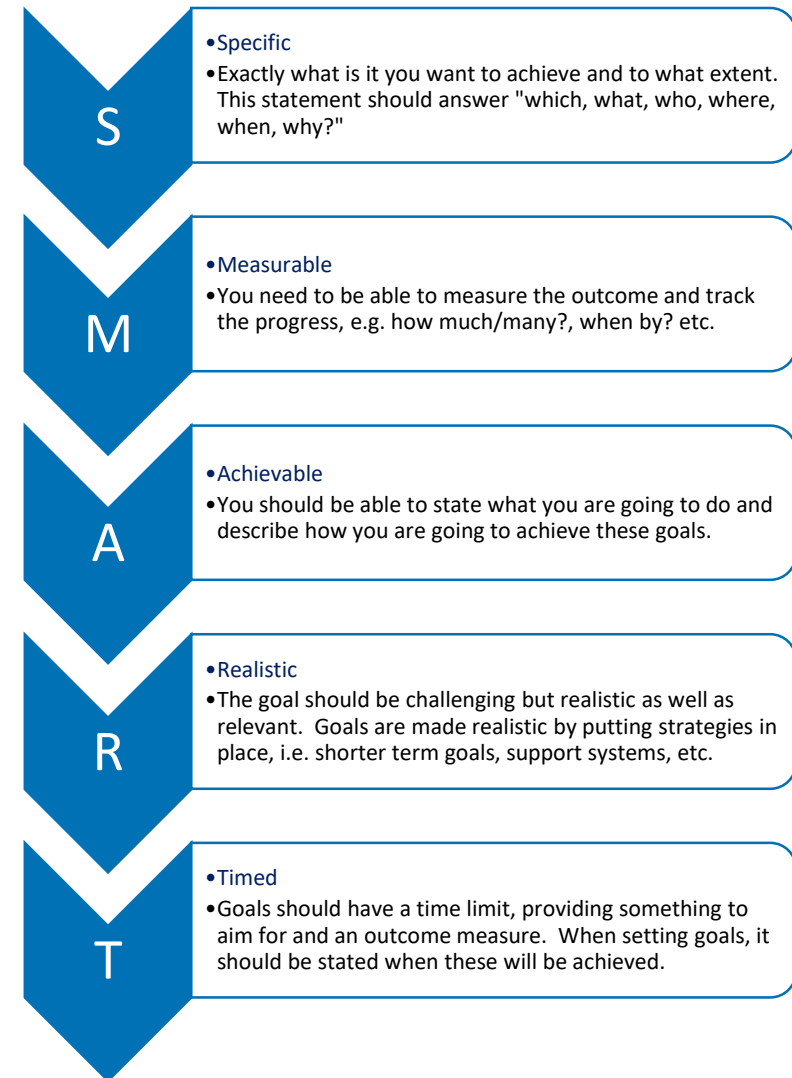 S
•Specific
•Exactly what is it you want to achieve and to what extent.
This statement should answer "which, what, who, where,
when, why?"
M
•Measurable
•You need to be able to measure the outcome and track
the progress, e.g. how much/many?, when by? etc.
A
•Achievable
•You should be able to state what you are going to do and
describe how you are going to achieve these goals.
R
•Realistic
•The goal should be challenging but realistic as well as
relevant.  Goals are made realistic by putting strategies in
place, i.e. shorter term goals, support systems, etc.
T
•Timed
•Goals should have a time limit, providing something to
aim for and an outcome measure.  When setting goals, it
should be stated when these will be achieved.